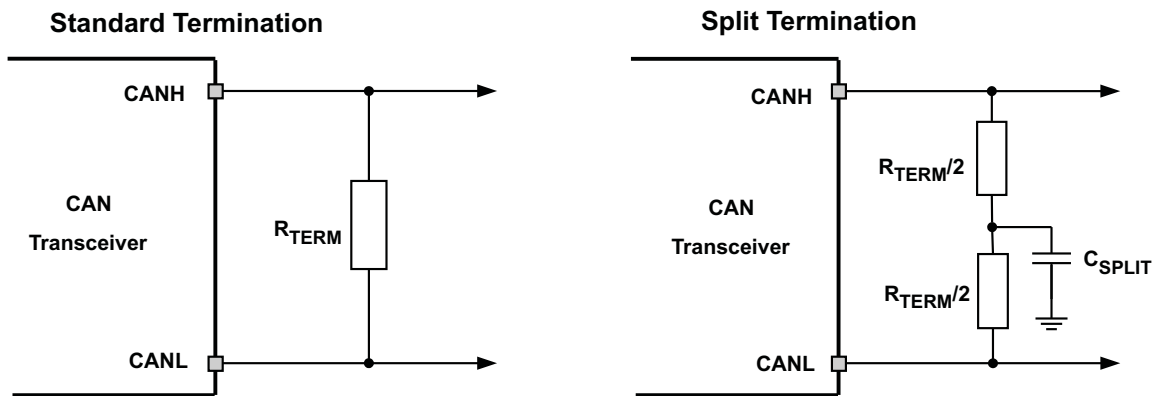 Standard Termination
CANH
CAN
Transceiver
RTERM
CANL
Split Termination
CANH
RTERM/2
CAN
Transceiver
CSPLIT
RTERM/2
CANL